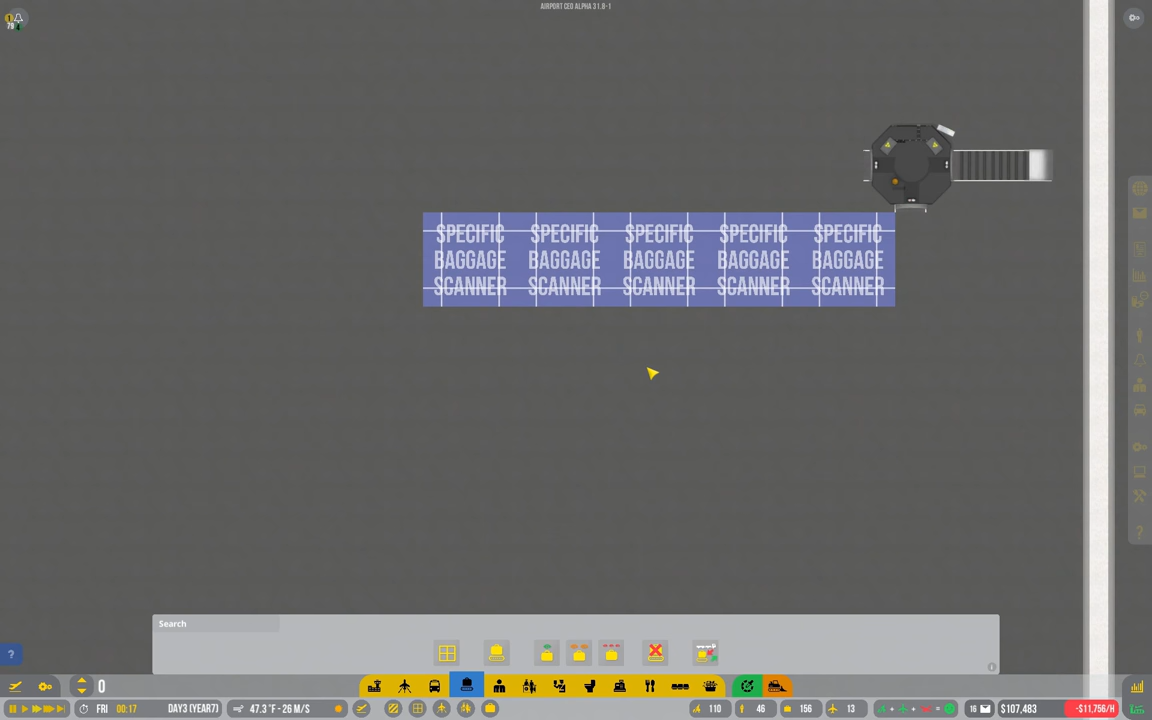 AIRPORT CEO ALPHA 31.8-1
79 4
SPECIFIC SPECIFIC SPECIFIC SPECIFIC SPECIFIC
BAGGAGE BAGGAGE BAGGAGE BAGGAGE BAGGAGE
SCANNER SCANNER SCANNER SCANNER SCANNER
Search
?
0
FRI 00:17 DAY3 (YEAR7) 47.3°F - 26 M/S 110 46 156 13 16 $107,483 -$11,756/H